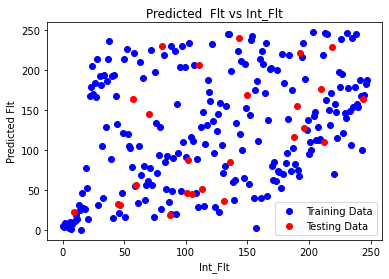 Predicted  Flt vs Int_Flt
Predicted Flt
250
200
150
100
50
0
0 50 100 150 200 250
Int_Flt
Training Data
Testing Data